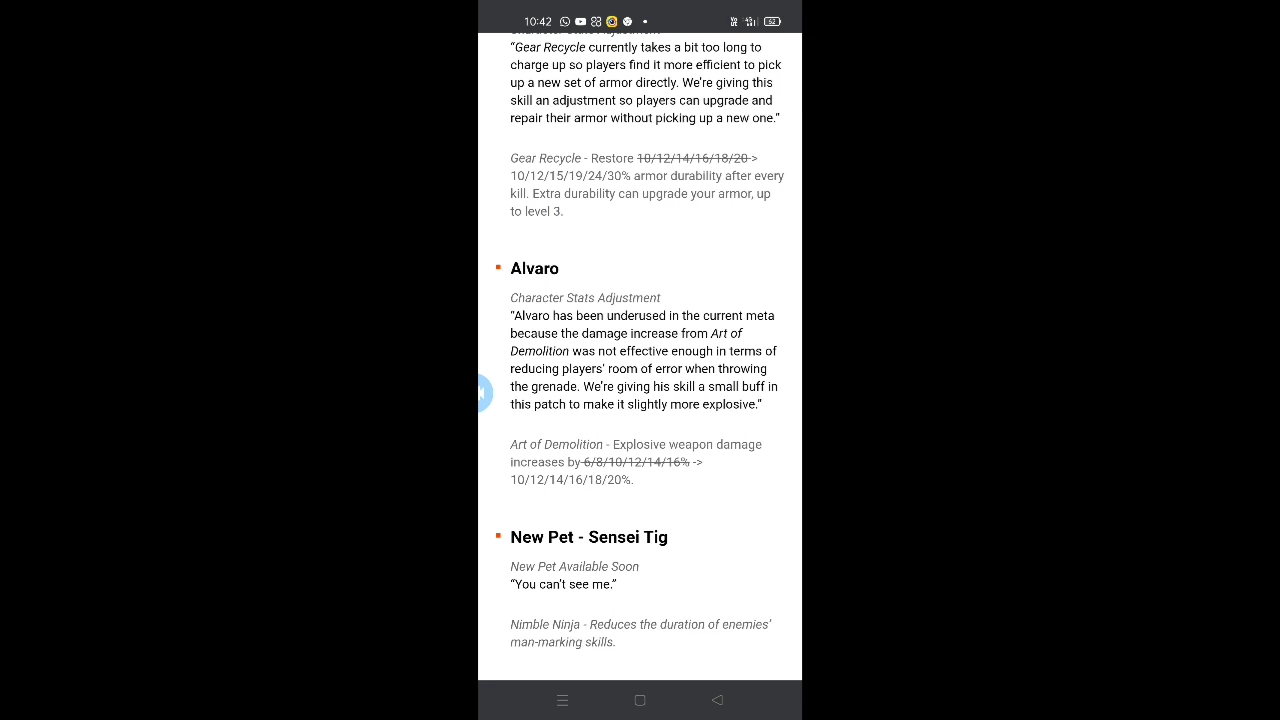 10:42
62
“Gear Recycle currently takes a bit too long to
charge up so players find it more efficient to pick
up a new set of armor directly. We're giving this
skill an adjustment so players can upgrade and
repair their armor without picking up a new one.”
Gear Recycle - Restore 10/12/14/16/18/20 ->
10/12/15/19/24/30% armor durability after every
kill. Extra durability can upgrade your armor, up
to level 3.
Alvaro
Character Stats Adjustment
“Alvaro has been underused in the current meta
because the damage increase from Art of
Demolition was not effective enough in terms of
reducing players' room of error when throwing
the grenade. We're giving his skill a small buff in
this patch to make it slightly more explosive.”
Art of Demolition - Explosive weapon damage
increases by 6/8/10/12/14/16% ->
10/12/14/16/18/20%.
New Pet - Sensei Tig
New Pet Available Soon
“You can't see me.”
Nimble Ninja - Reduces the duration of enemies'
man-marking skills.